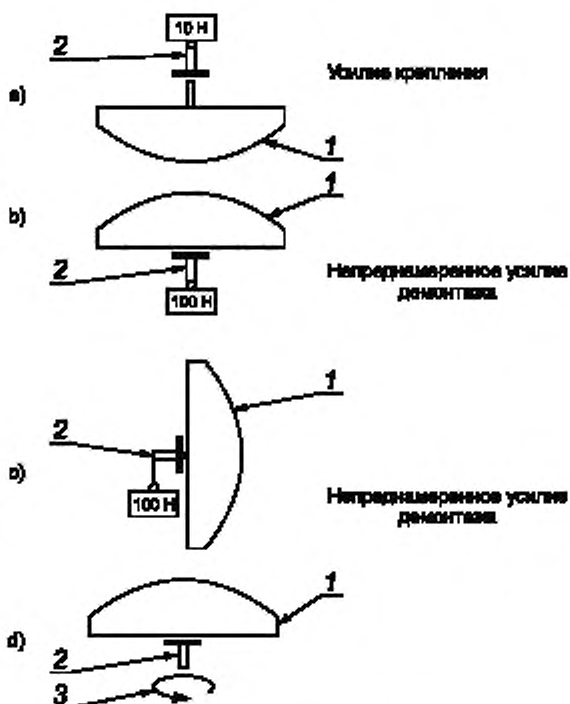 10 Н
2
а)
Усилие крепления
1
1
b)
2
Непреднамеренное усилие
демонтажа
100 Н
1
2
c)
100 Н
Непреднамеренное усилие
демонтажа
1
d)
2
3